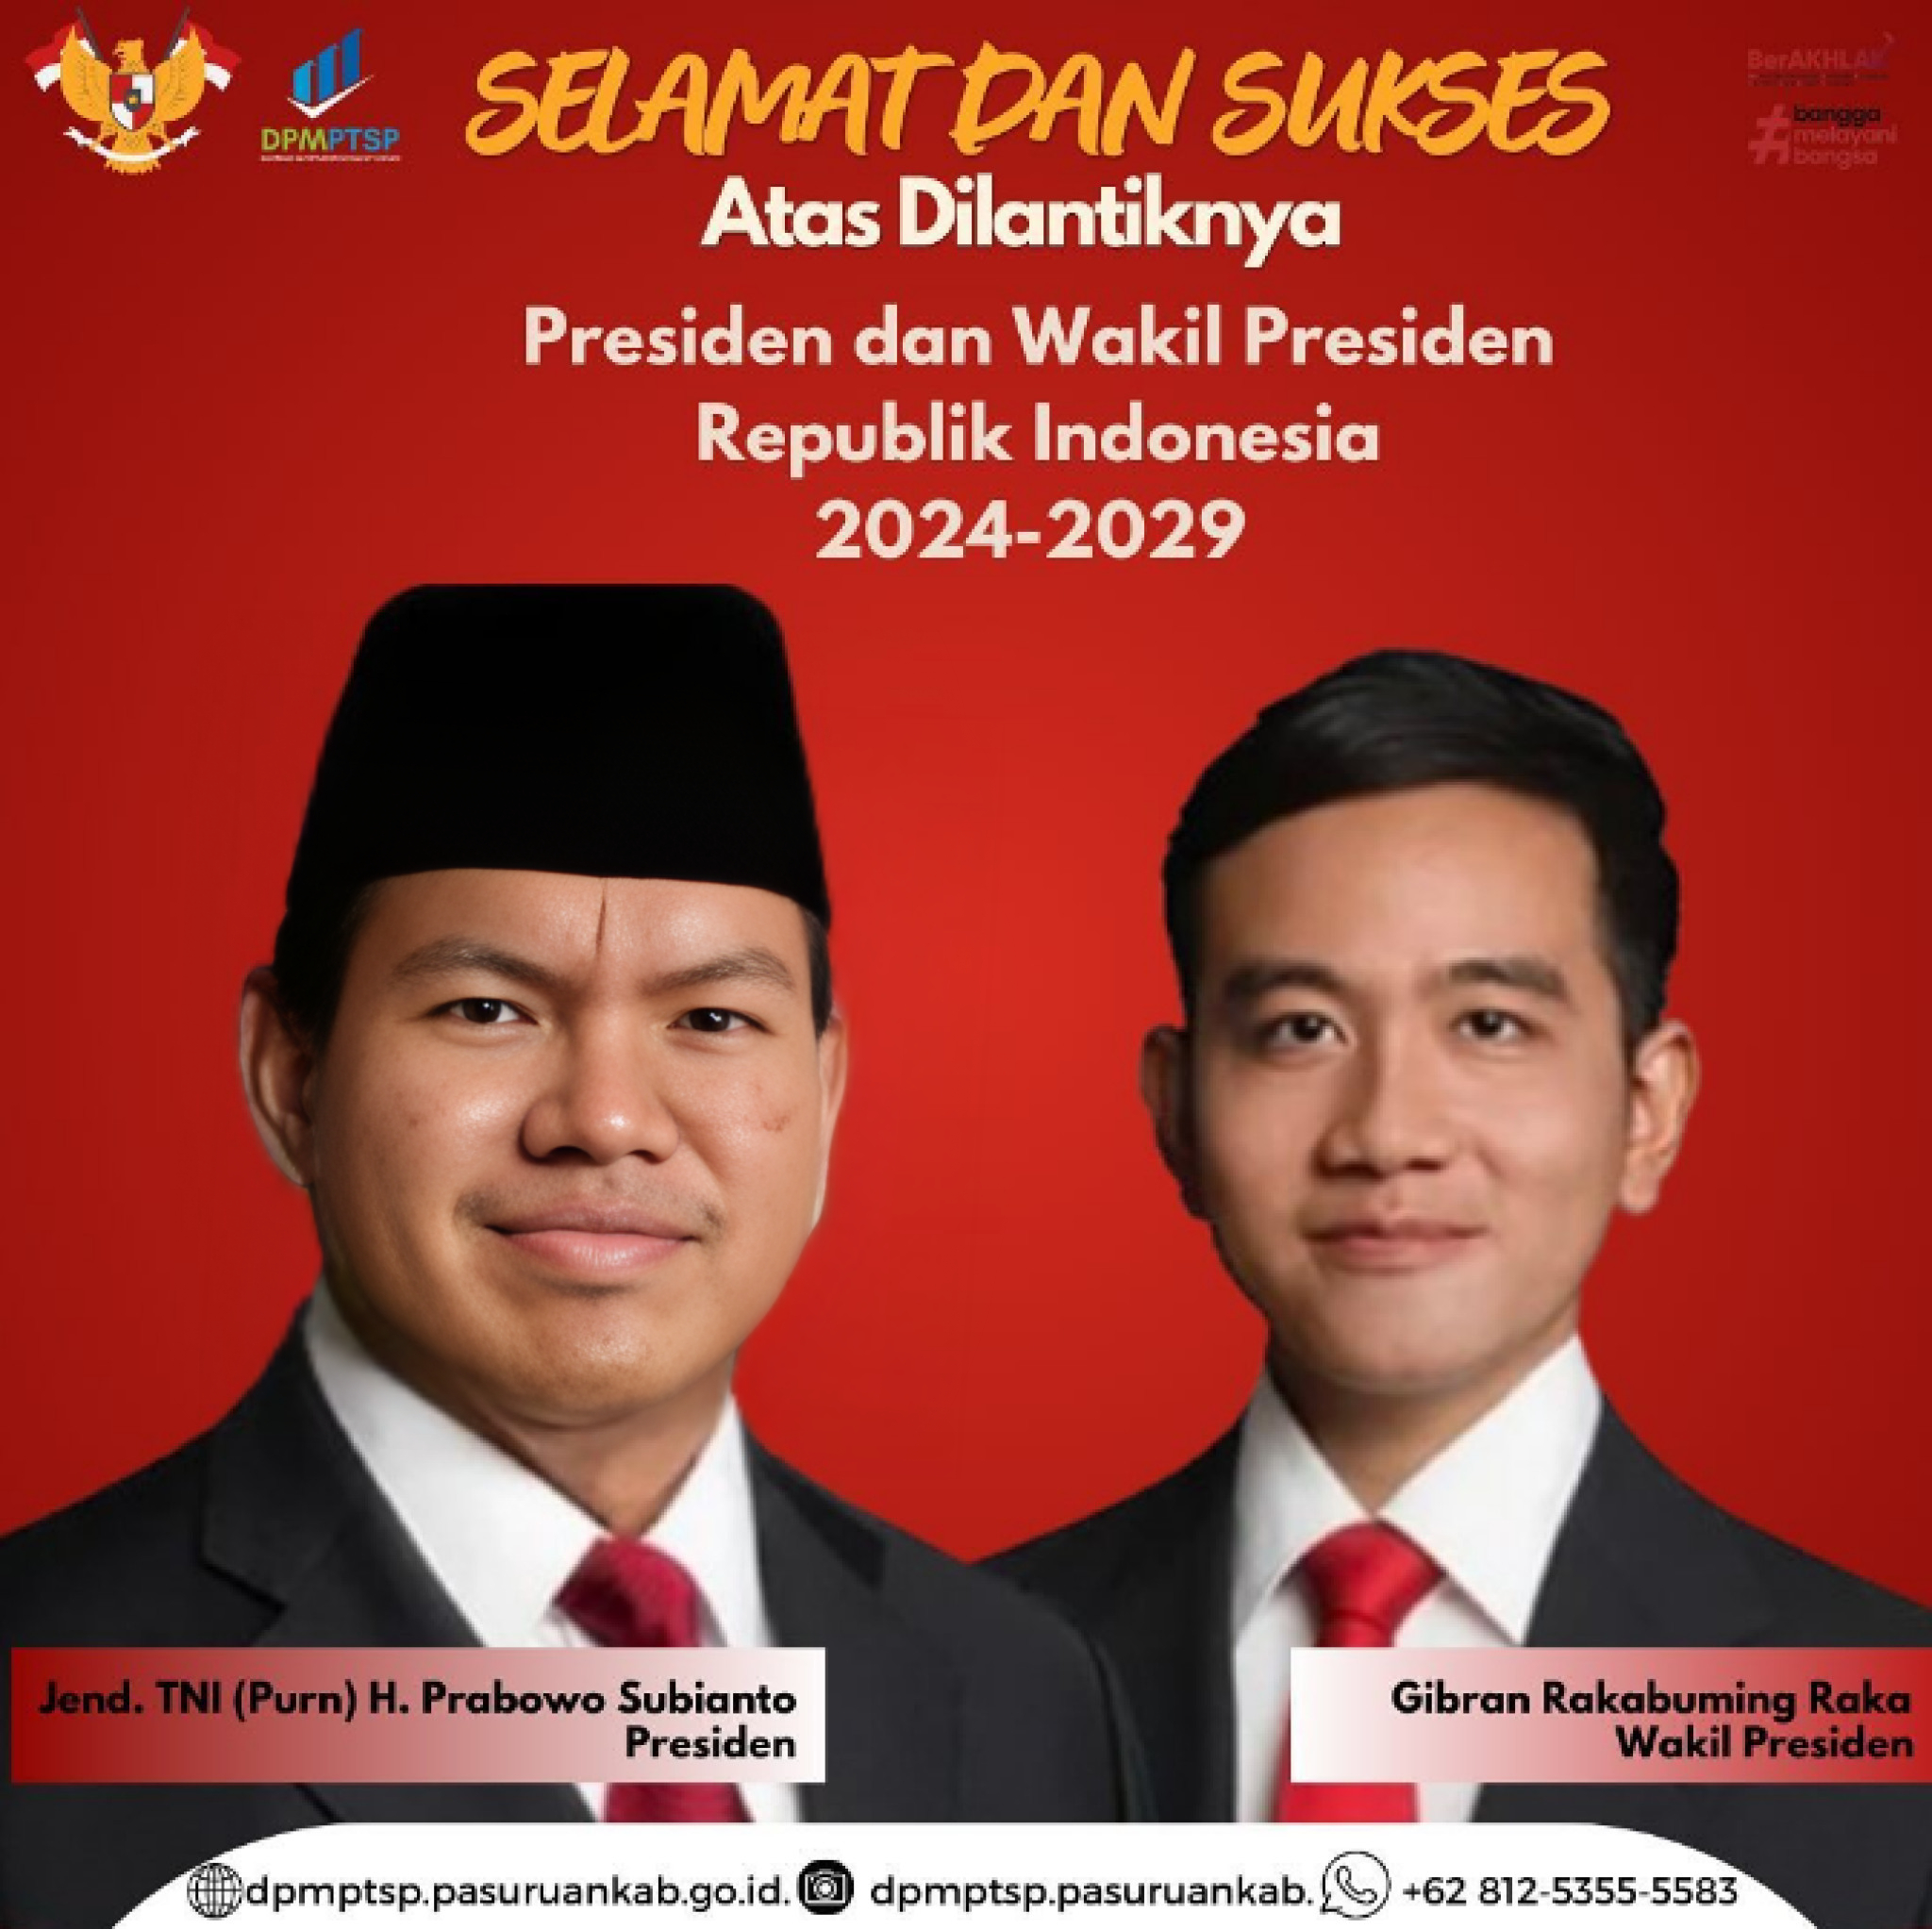 DPMPTSP
SELAMAT DAN SUKSES
BerAKHLAK
#bangga
melayani
bangsa
Atas Dilantiknya
Presiden dan Wakil Presiden
Republik Indonesia
2024-2029
Jend. TNI (Purn) H. Prabowo Subianto
Presiden
Gibran Rakabuming Raka
Wakil Presiden
dpmptsp.pasuruankab.go.id. dpmptsp.pasuruankab. +62 812-5355-5583